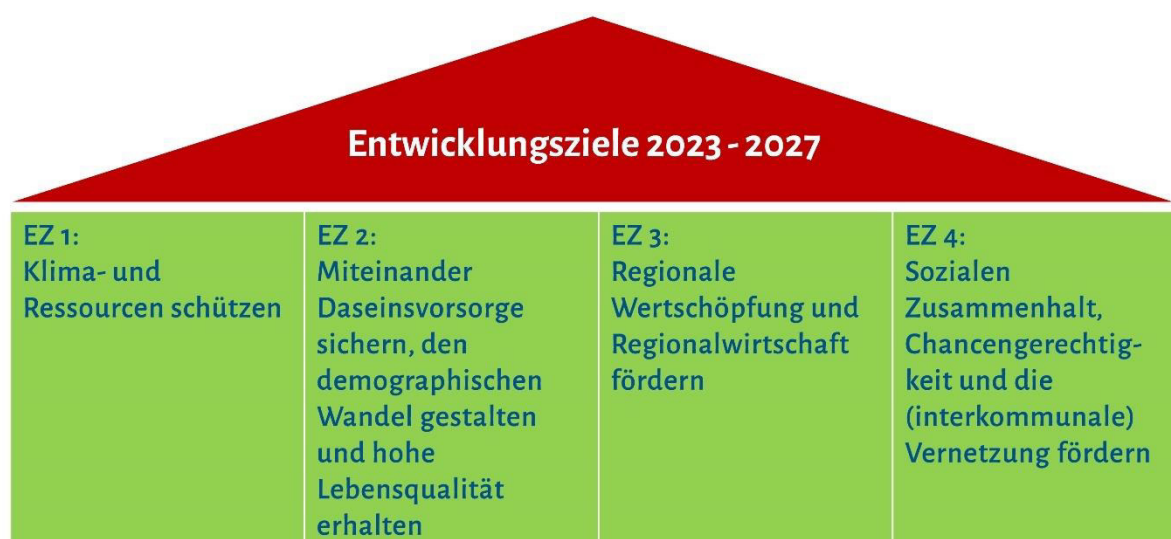 Entwicklungsziele 2023 - 2027
EZ 1:
Klima- und
Ressourcen schützen
EZ 2:
Miteinander
Daseinsvorsorge
sichern, den
demographischen
Wandel gestalten
und hohe
Lebensqualität
erhalten
EZ 3:
Regionale
Wertschöpfung und
Regionalwirtschaft
fördern
EZ 4:
Sozialen
Zusammenhalt,
Chancengerechtig-
keit und die
(interkommunale)
Vernetzung fördern